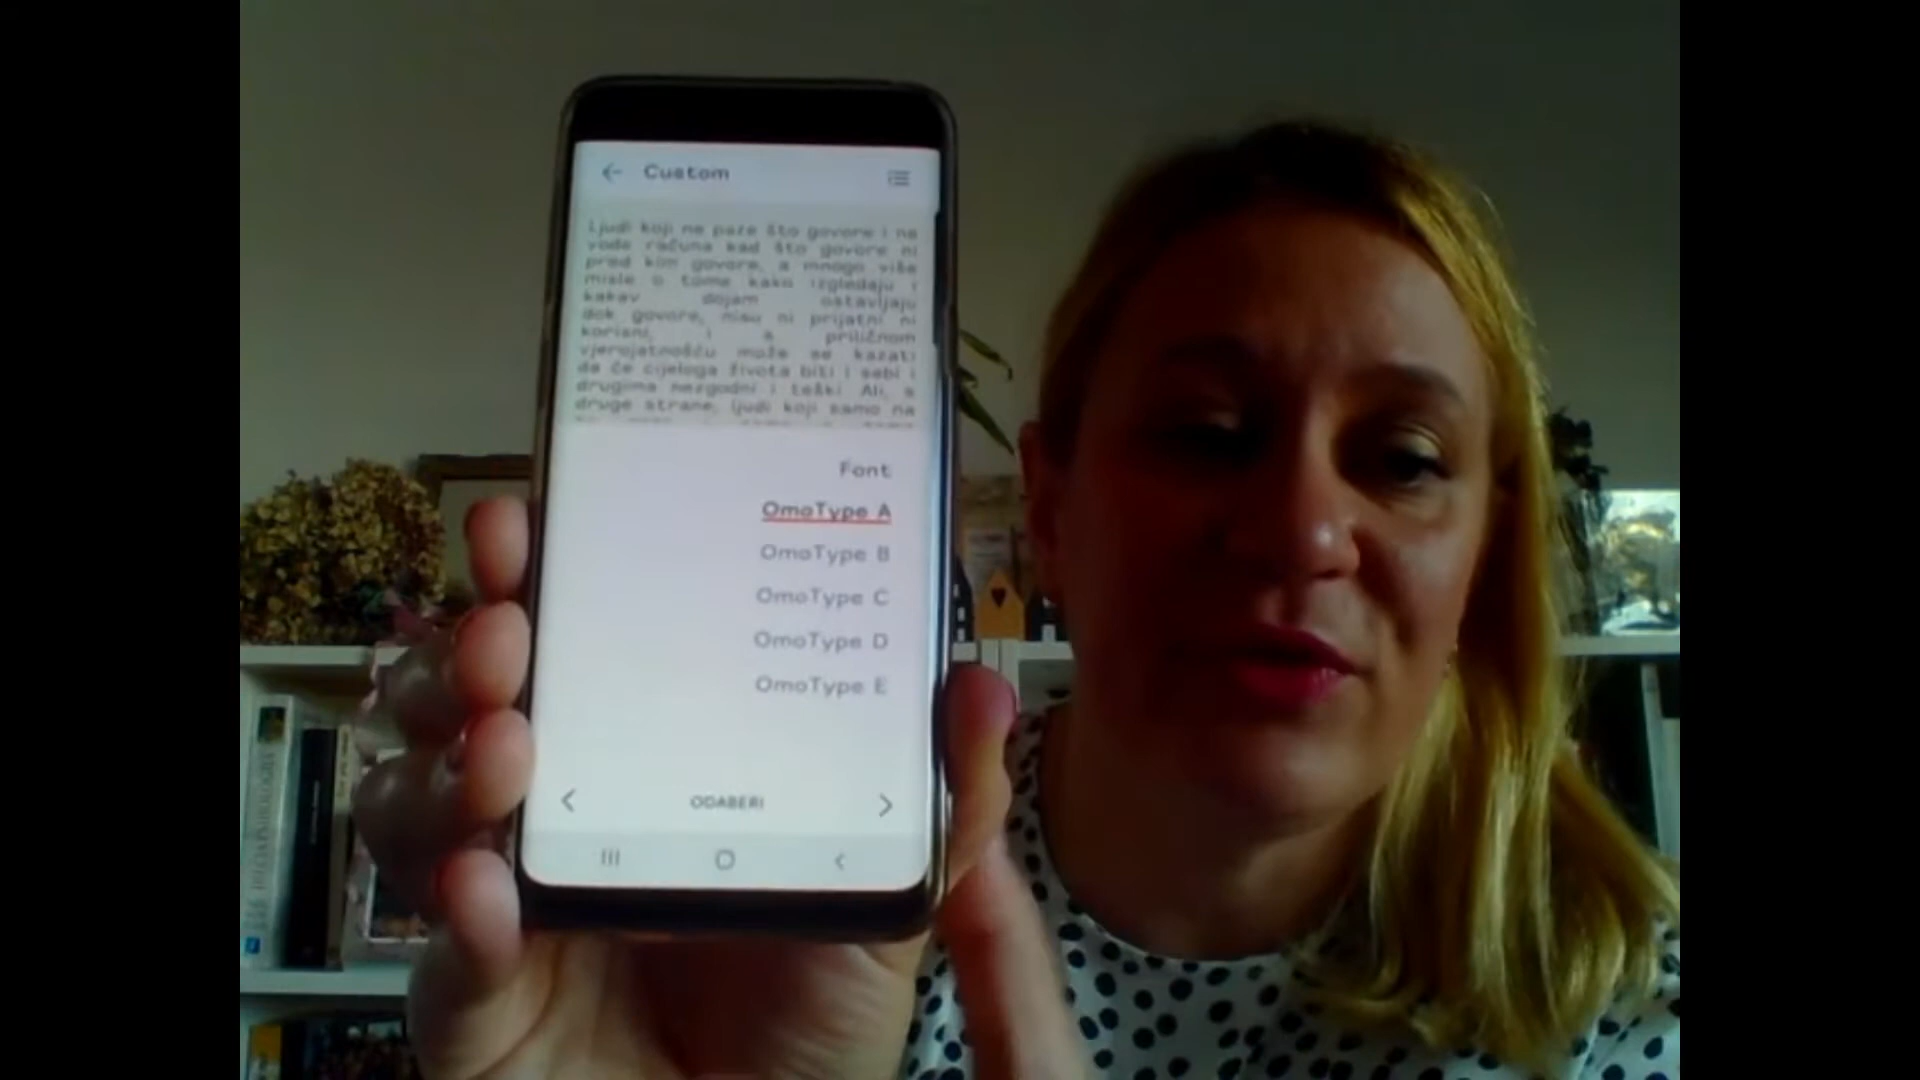 Custom
Ljudi koji ne paze što govore i ne
vode računa kad što govore ni
pred kim govore, a mnogo više
misle o tome kako izgledaju i
kakav dojam ostavljaju
dok govore, nisu ni prijatni ni
korisni, i s priličnom
vjerojatnošću može se kazati
da će cijeloga života biti i sebi i
drugima nezgodni i teški. Ali, s
druge strane, ljudi koji samo na
Font
OmoType A
OmoType B
OmoType C
OmoType D
OmoType E
ODABERI